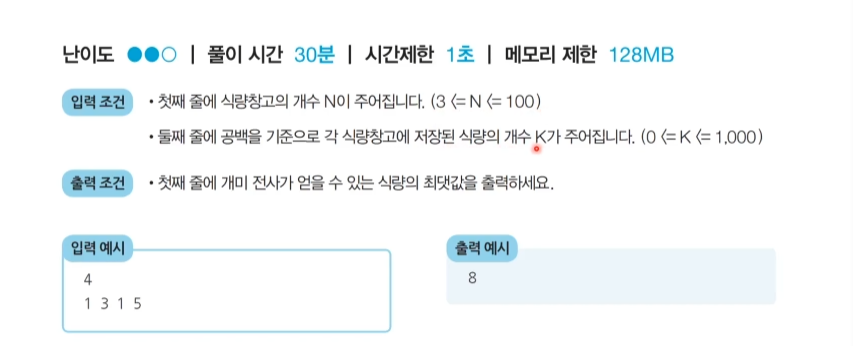 난이도 ●●○ | 풀이 시간 30분 | 시간제한 1초 | 메모리 제한 128MB
입력 조건 • 첫째 줄에 식량창고의 개수 N이 주어집니다. (3 <= N <= 100)
• 둘째 줄에 공백을 기준으로 각 식량창고에 저장된 식량의 개수 K가 주어집니다. (0 <= K <= 1,000)
출력 조건 • 첫째 줄에 개미 전사가 얻을 수 있는 식량의 최댓값을 출력하세요.
입력 예시
4
1 3 1 5
출력 예시
8